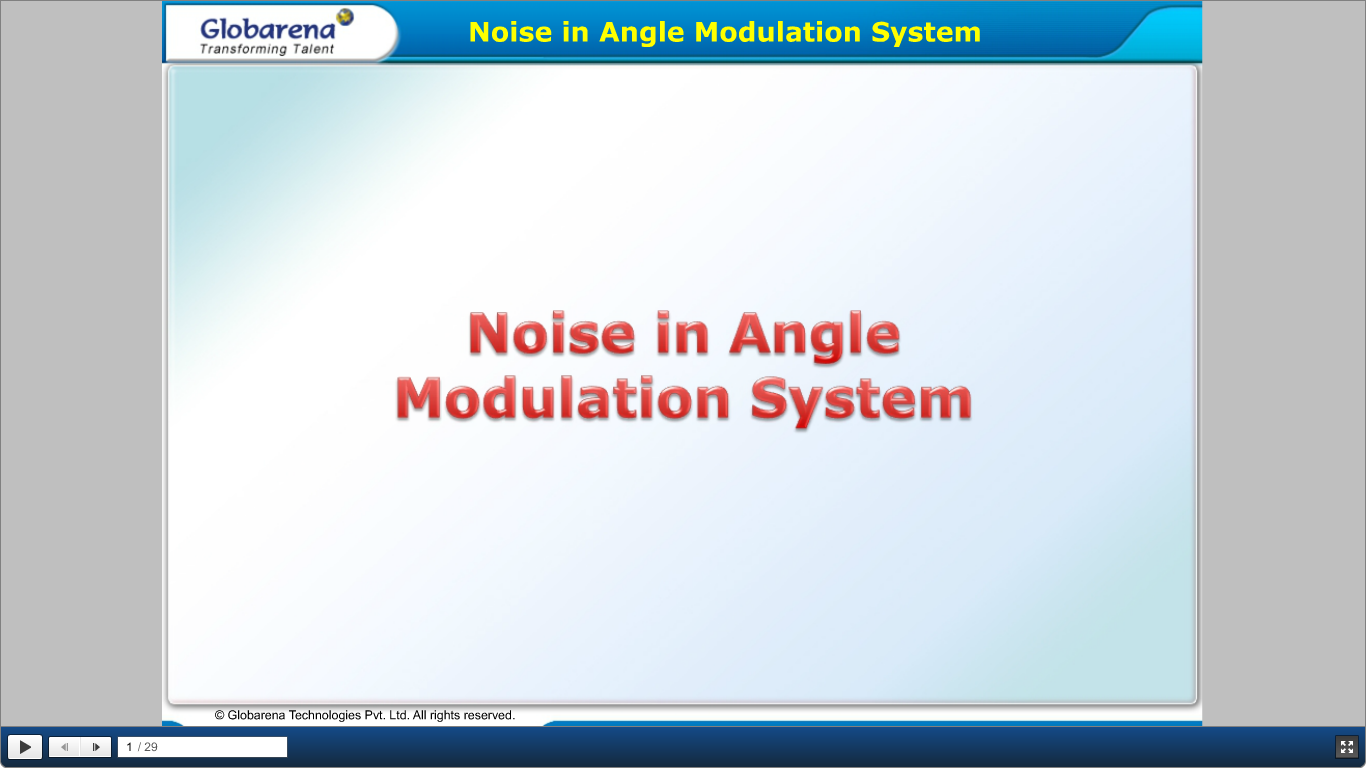 Globarena
Transforming Talent
Noise in Angle Modulation System
Noise in Angle
Modulation System
© Globarena Technologies Pvt. Ltd. All rights reserved.
1 / 29